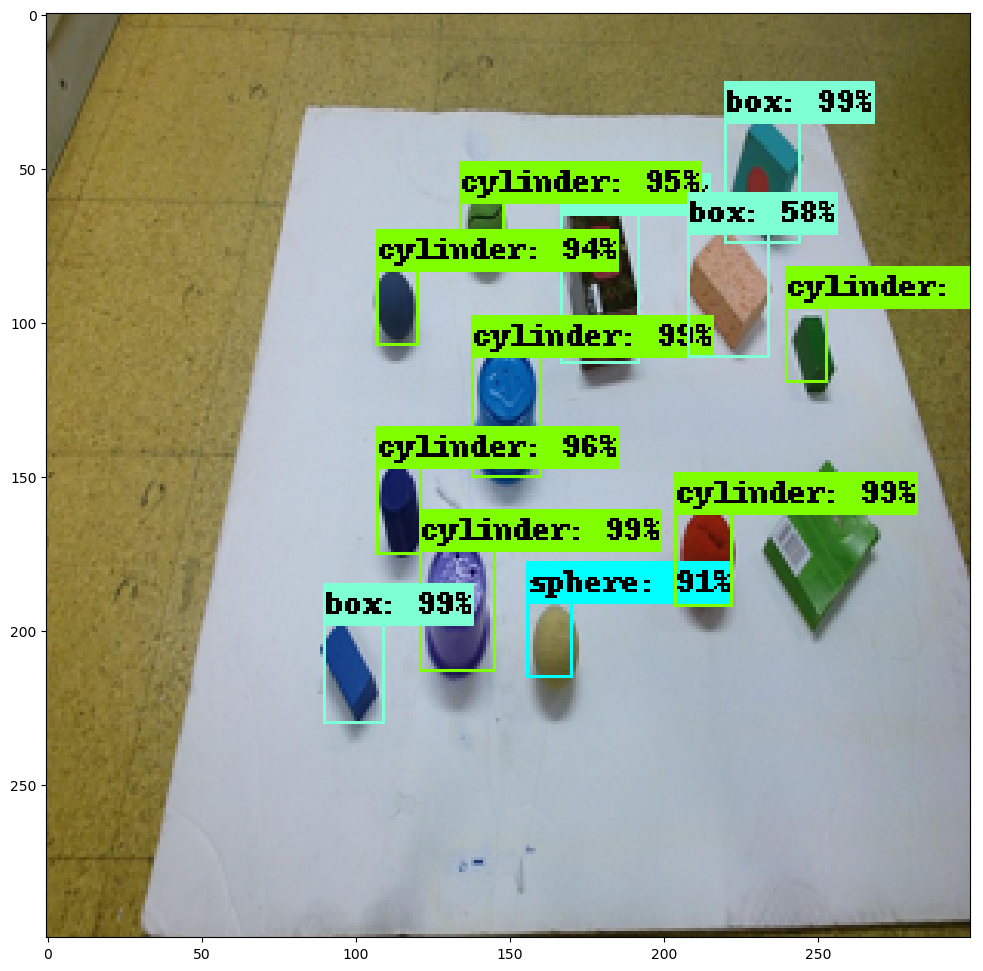 0
50
100
150
200
250
0
50
100
150
200
250
box: 99%
cylinder: 95%
box: 58%
cylinder: 94%
cylinder:
cylinder: 99%
cylinder: 96%
cylinder: 99%
cylinder: 99%
sphere: 91%
box: 99%